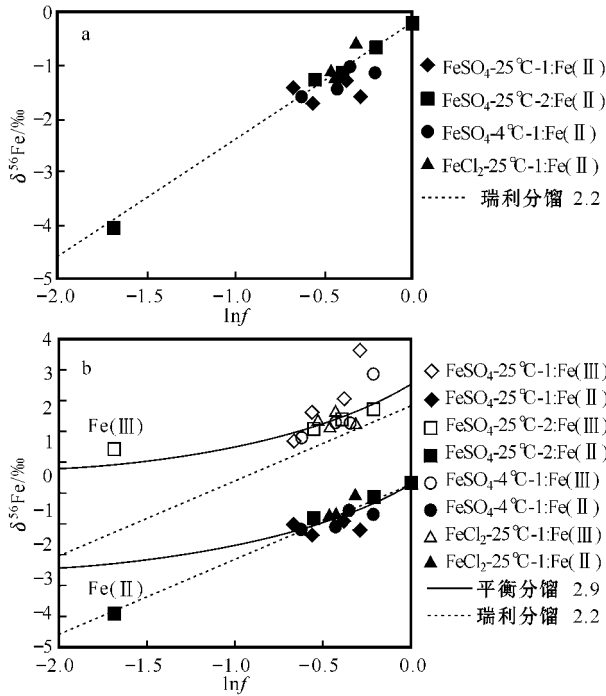 a
0
−1
−2
−3
−4
−5
δ⁵⁶Fe/‰
−2.0
−1.5
−1.0
−0.5
0.0
lnf
FeSO₄-25℃-1:Fe(Ⅱ)
FeSO₄-25℃-2:Fe(Ⅱ)
FeSO₄-4℃-1:Fe(Ⅱ)
FeCl₂-25℃-1:Fe(Ⅱ)
瑞利分馏 2.2
b
4
3
2
1
0
−1
−2
−3
−4
−5
δ⁵⁶Fe/‰
Fe(Ⅲ)
Fe(Ⅱ)
−2.0
−1.5
−1.0
−0.5
0.0
lnf
FeSO₄-25℃-1:Fe(Ⅲ)
FeSO₄-25℃-1:Fe(Ⅱ)
FeSO₄-25℃-2:Fe(Ⅲ)
FeSO₄-25℃-2:Fe(Ⅱ)
FeSO₄-4℃-1:Fe(Ⅲ)
FeSO₄-4℃-1:Fe(Ⅱ)
FeCl₂-25℃-1:Fe(Ⅲ)
FeCl₂-25℃-1:Fe(Ⅱ)
平衡分馏 2.9
瑞利分馏 2.2